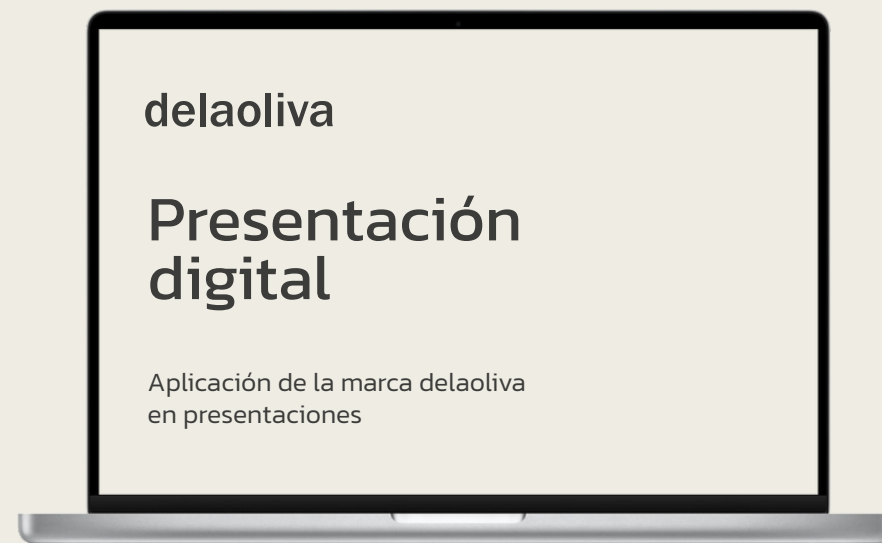 delaoliva
Presentación
digital
Aplicación de la marca delaoliva
en presentaciones